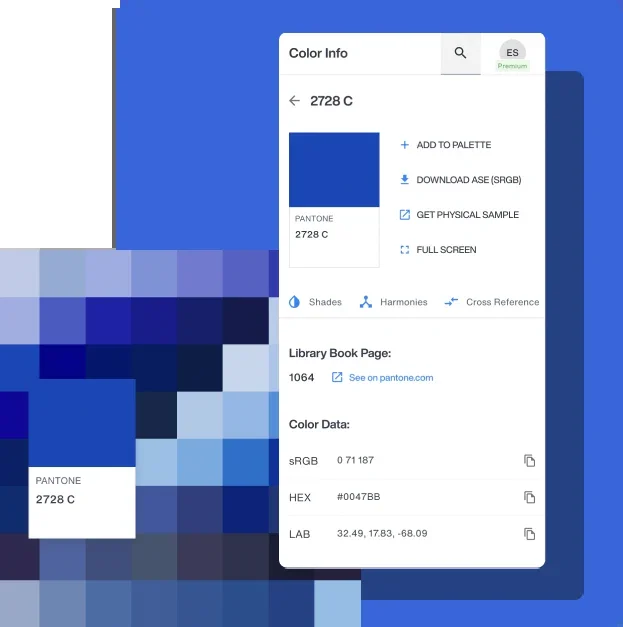 Color Info
ES
Premium
2728 C
ADD TO PALETTE
DOWNLOAD ASE (SRGB)
GET PHYSICAL SAMPLE
FULL SCREEN
PANTONE
2728 C
Shades Harmonies Cross Reference
Library Book Page:
1064 See on pantone.com
Color Data:
sRGB 0 71 187
HEX #0047BB
LAB 32.49, 17.83, -68.09
PANTONE
2728 C